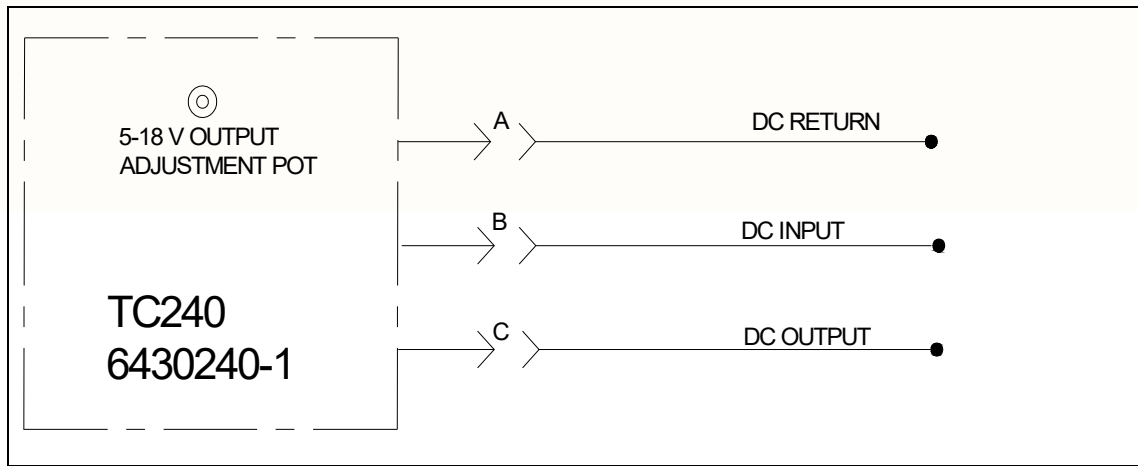 5-18 V OUTPUT
ADJUSTMENT POT
TC240
6430240-1
A
DC RETURN
B
DC INPUT
C
DC OUTPUT